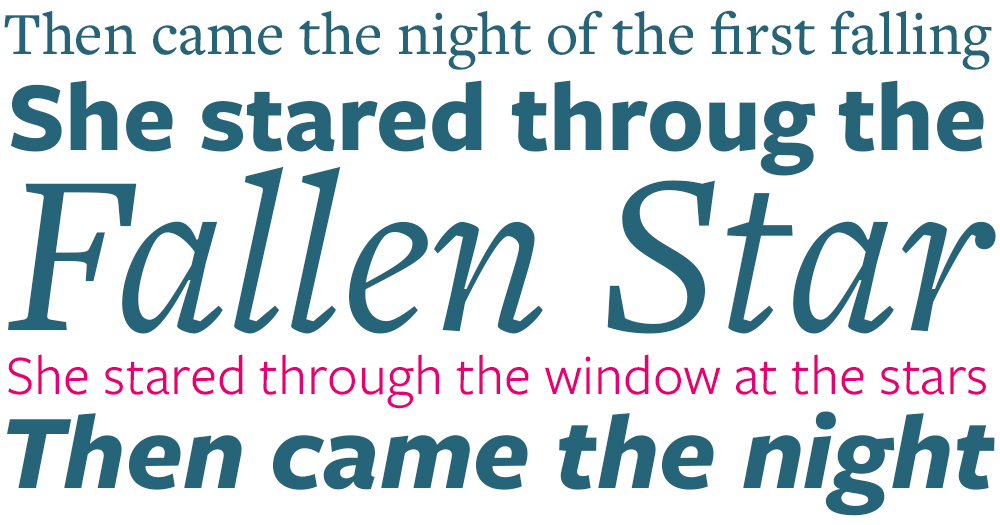 Then came the night of the first falling
She stared throug the
Fallen Star
She stared through the window at the stars
Then came the night